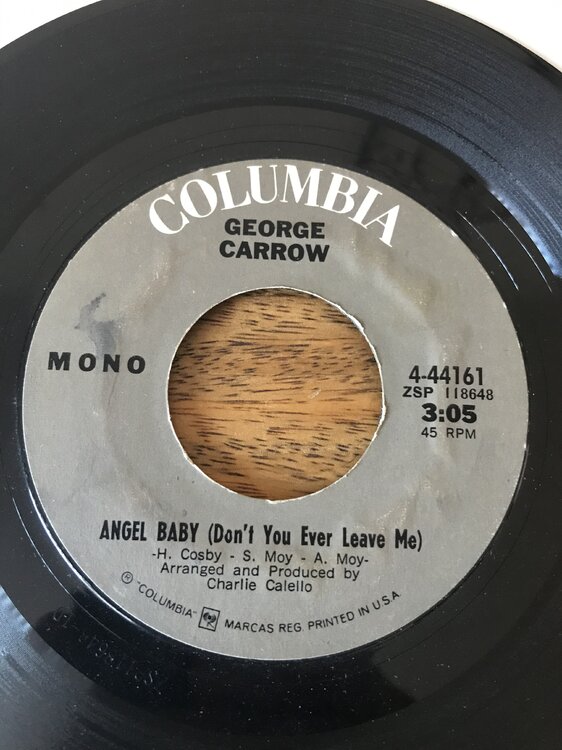 COLUMBIA
GEORGE
CARROW
MONO
4-44161
ZSP 118648
3:05
45 RPM
ANGEL BABY (Don't You Ever Leave Me)
-H. Cosby - S. Moy - A. Moy-
Arranged and Produced by
Charlie Calello
℗ "COLUMBIA" MARCAS REG. PRINTED IN U.S.A.